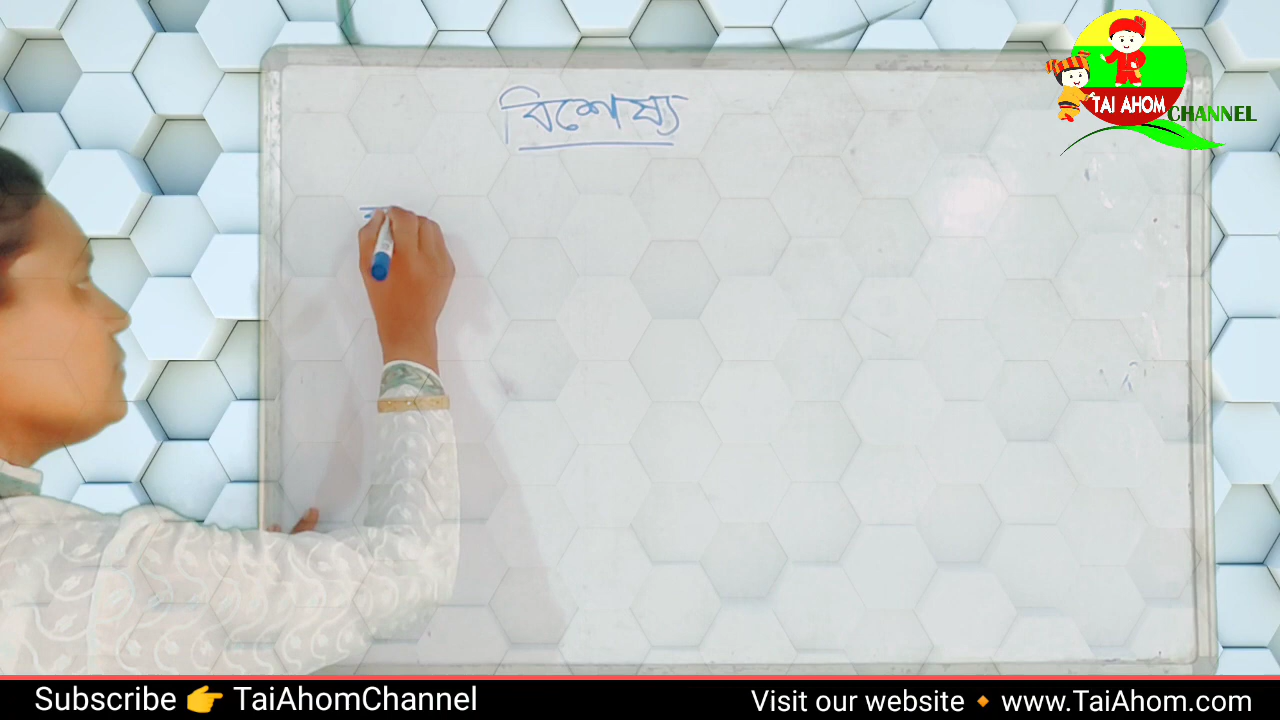 TAI AHOM
CHANNEL
বিশেষ্য
Subscribe 👉 TaiAhomChannel
Visit our website 🔸 www.TaiAhom.com